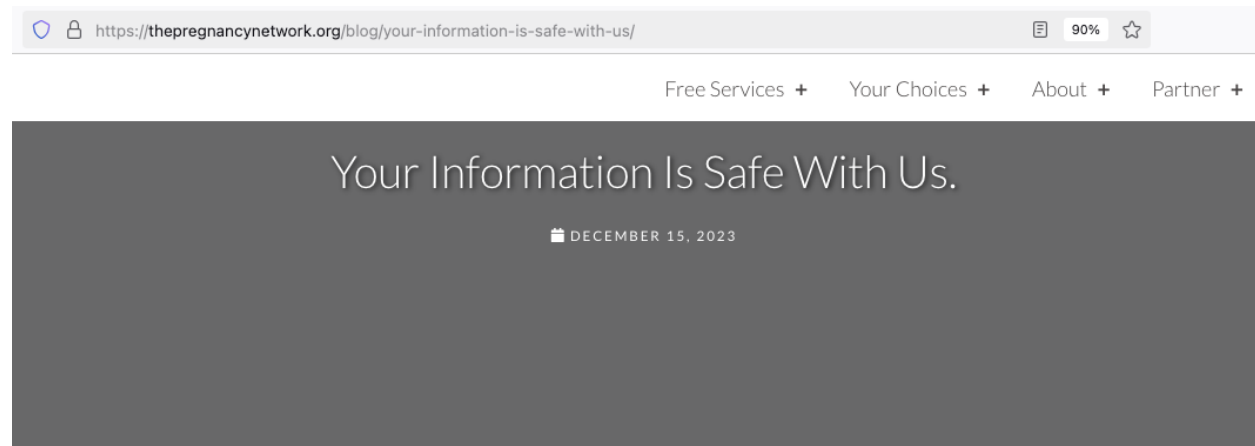 https://thepregnancynetwork.org/blog/your-information-is-safe-with-us/ 90%
Free Services + Your Choices + About + Partner +
Your Information Is Safe With Us.
DECEMBER 15, 2023